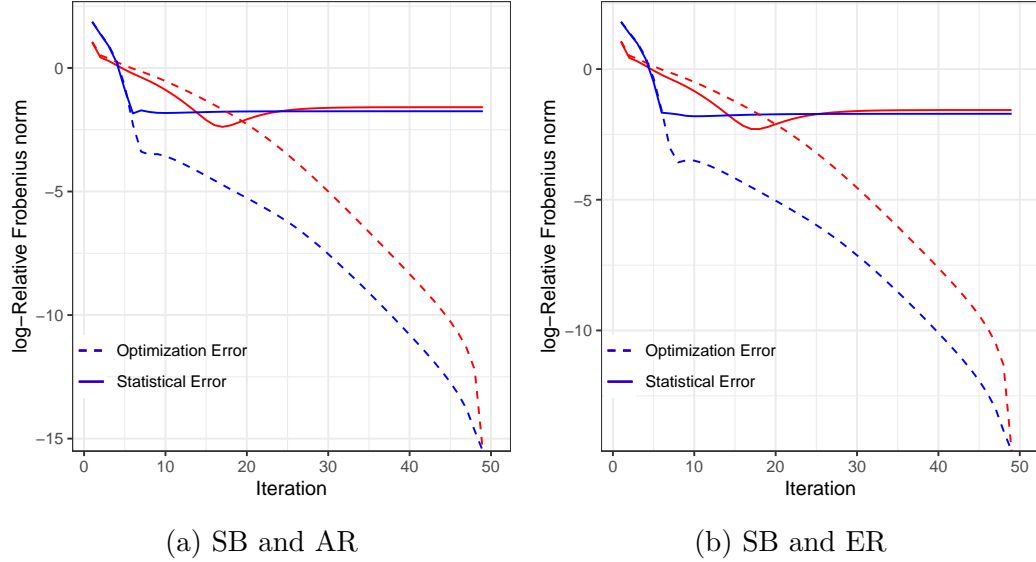 log−Relative Frobenius norm
0
−5
−10
−15
Optimization Error
Statistical Error
0 10 20 30 40 50
Iteration
(a) SB and AR
log−Relative Frobenius norm
0
−5
−10
Optimization Error
Statistical Error
0 10 20 30 40 50
Iteration
(b) SB and ER